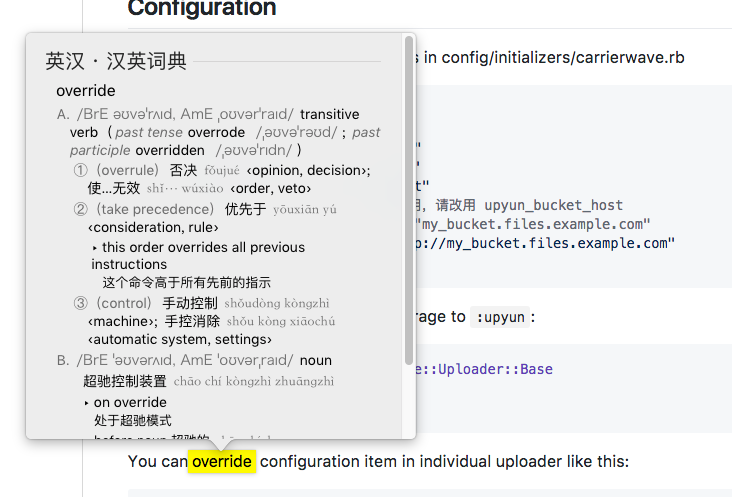 Configuration
英汉・汉英词典
override
A. /BrE əʊvəˈrʌɪd, AmE ˌoʊvərˈraɪd/ transitive
verb (past tense overrode /ˌəʊvəˈrəʊd/ ; past
participle overridden /ˌəʊvəˈrɪdn/ )
① (overrule) 否决 fǒujué ‹opinion, decision›;
使…无效 shǐ… wúxiào ‹order, veto›
② (take precedence) 优先于 yōuxiān yú
‹consideration, rule›
‣ this order overrides all previous
instructions
这个命令高于所有先前的指示
③ (control) 手动控制 shǒudòng kòngzhì
‹machine›; 手控消除 shǒu kòng xiāochú
‹automatic system, settings›
B. /BrE ˈəʊvərʌɪd, AmE ˈoʊvərˌraɪd/ noun
超驰控制装置 chāo chí kòngzhì zhuāngzhì
‣ on override
处于超驰模式
s in config/initializers/carrierwave.rb
"
"
t"
用，请改用 upyun_bucket_host
"my_bucket.files.example.com"
p://my_bucket.files.example.com"
rage to :upyun :
e::Uploader::Base
You can override configuration item in individual uploader like this: